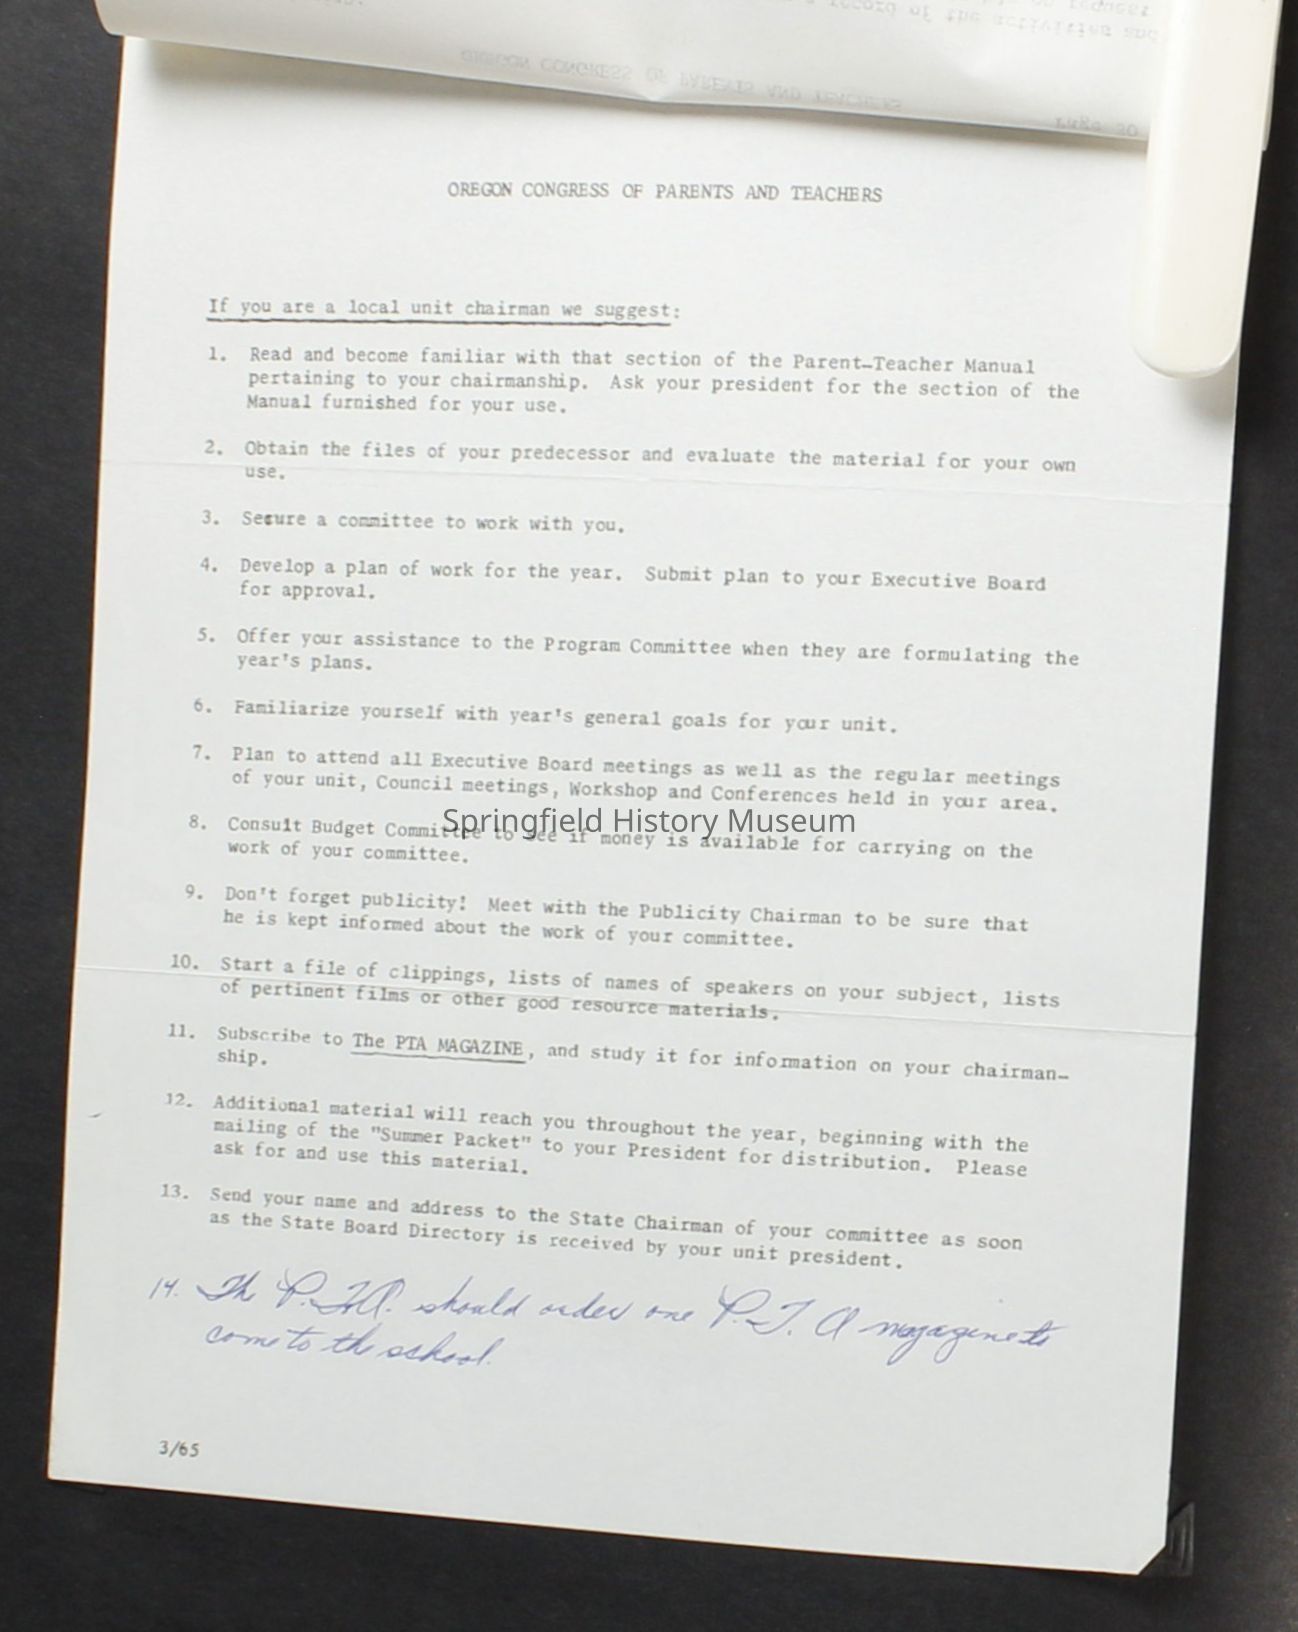 OREGON CONGRESS OF PARENTS AND TEACHERS
Page 20
OREGON CONGRESS OF PARENTS AND TEACHERS
If you are a local unit chairman we suggest:
1. Read and become familiar with that section of the Parent-Teacher Manual
pertaining to your chairmanship. Ask your president for the section of the
Manual furnished for your use.
2. Obtain the files of your predecessor and evaluate the material for your own
use.
3. Secure a committee to work with you.
4. Develop a plan of work for the year. Submit plan to your Executive Board
for approval.
5. Offer your assistance to the Program Committee when they are formulating the
year's plans.
6. Familiarize yourself with year's general goals for your unit.
7. Plan to attend all Executive Board meetings as well as the regular meetings
of your unit, Council meetings, Workshop and Conferences held in your area.
Springfield History Museum
8. Consult Budget Committee to see if money is available for carrying on the
work of your committee.
9. Don't forget publicity! Meet with the Publicity Chairman to be sure that
he is kept informed about the work of your committee.
10. Start a file of clippings, lists of names of speakers on your subject, lists
of pertinent films or other good resource materials.
11. Subscribe to The PTA MAGAZINE, and study it for information on your chairman-
ship.
12. Additional material will reach you throughout the year, beginning with the
mailing of the "Summer Packet" to your President for distribution. Please
ask for and use this material.
13. Send your name and address to the State Chairman of your committee as soon
as the State Board Directory is received by your unit president.
14. The P.T.A. should order one P.T.A magazine to
come to the school.
3/65